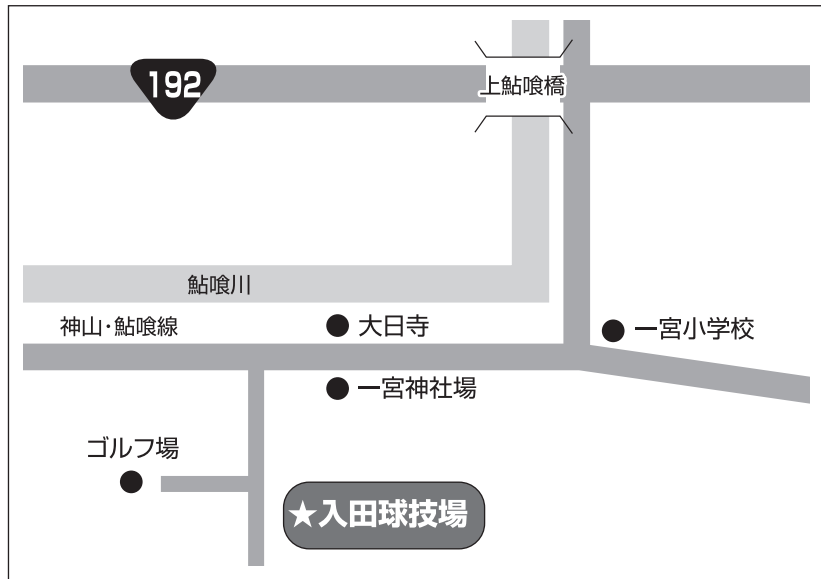 192
上鮎喰橋
鮎喰川
神山・鮎喰線
大日寺
一宮小学校
一宮神社場
ゴルフ場
★入田球技場